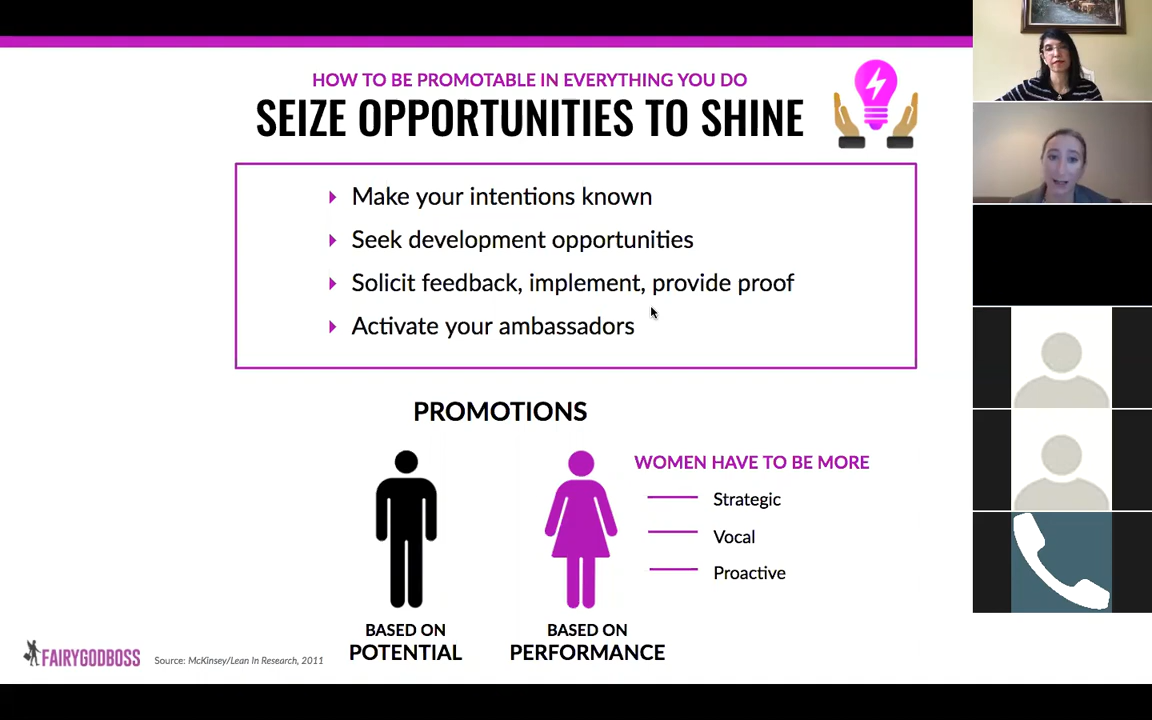 HOW TO BE PROMOTABLE IN EVERYTHING YOU DO
SEIZE OPPORTUNITIES TO SHINE
Make your intentions known
Seek development opportunities
Solicit feedback, implement, provide proof
Activate your ambassadors
PROMOTIONS
WOMEN HAVE TO BE MORE
Strategic
Vocal
Proactive
BASED ON
POTENTIAL
BASED ON
PERFORMANCE
FAIRYGODBOSS
Source: McKinsey/Lean In Research, 2011